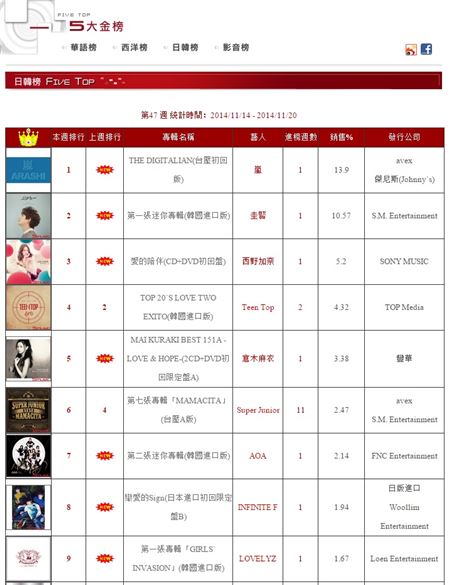 FIVE TOP
5大金榜
華語榜
西洋榜
日韓榜
影音榜
日韓榜 FIVE TOP
第47 週 統計時間: 2014/11/14 - 2014/11/20
本週排行 上週排行 專輯名稱 藝人 進榜週數 銷售% 發行公司
ARASHI
1 NEW THE DIGITALIAN(台壓初回
版) 嵐 1 13.9 avex
傑尼斯(Johnny`s)
2 NEW 第一張迷你專輯(韓國進口版) 圭賢 1 10.57 S.M. Entertainment
3 NEW 愛的陪伴(CD+DVD初回盤) 西野加奈 1 5.2 SONY MUSIC
TEEN TOP
4 2 TOP 20`S LOVE TWO
EXITO(韓國進口版) Teen Top 2 4.32 TOP Media
5 NEW MAI KURAKI BEST 151A -
LOVE & HOPE-(2CD+DVD初
回限定盤A) 倉木麻衣 1 3.38 聲華
SUPER JUNIOR
MAMACITA
6 4 第七張專輯「MAMACITA」
(台壓A版) Super Junior 11 2.47 avex
S.M. Entertainment
7 NEW 第二張迷你專輯(韓國進口版) AOA 1 2.14 FNC Entertainment
8 NEW 戀愛的Sign(日本進口初回限定
盤B) INFINITE F 1 1.94 日版進口
Woollim
Entertainment
9 NEW 第一張專輯「GIRLS`
INVASION」(韓國進口版) LOVELYZ 1 1.67 Loen Entertainment